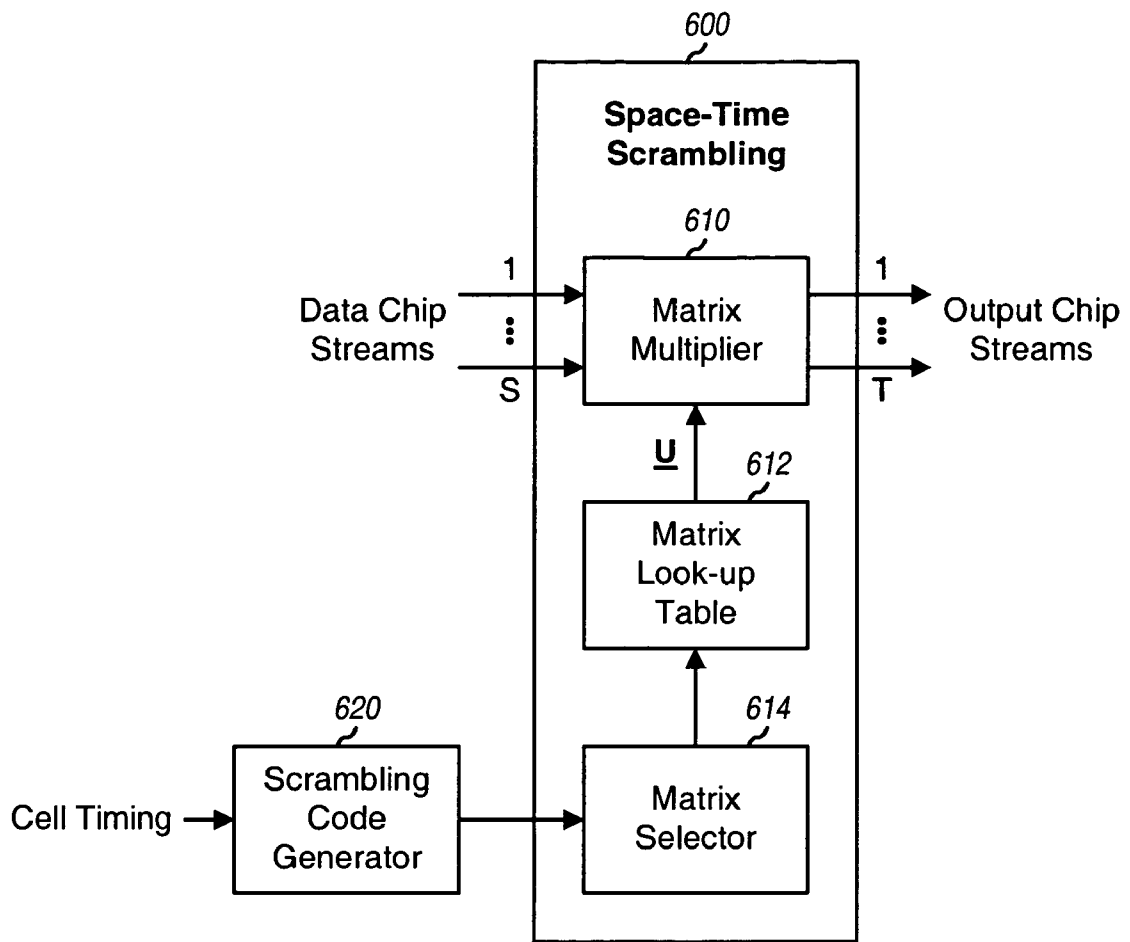 600
Space-Time
Scrambling
610
1
1
Data Chip
Streams
Matrix
Multiplier
Output Chip
Streams
S
T
U
612
Matrix
Look-up
Table
620
614
Cell Timing
Scrambling
Code
Generator
Matrix
Selector